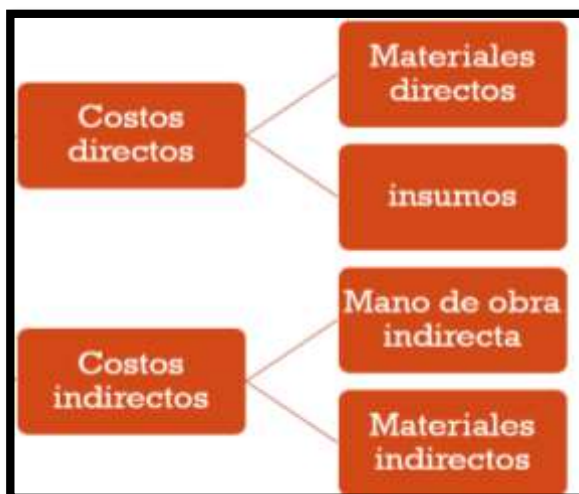 Costos
directos
Materiales
directos
insumos
Costos
indirectos
Mano de obra
indirecta
Materiales
indirectos